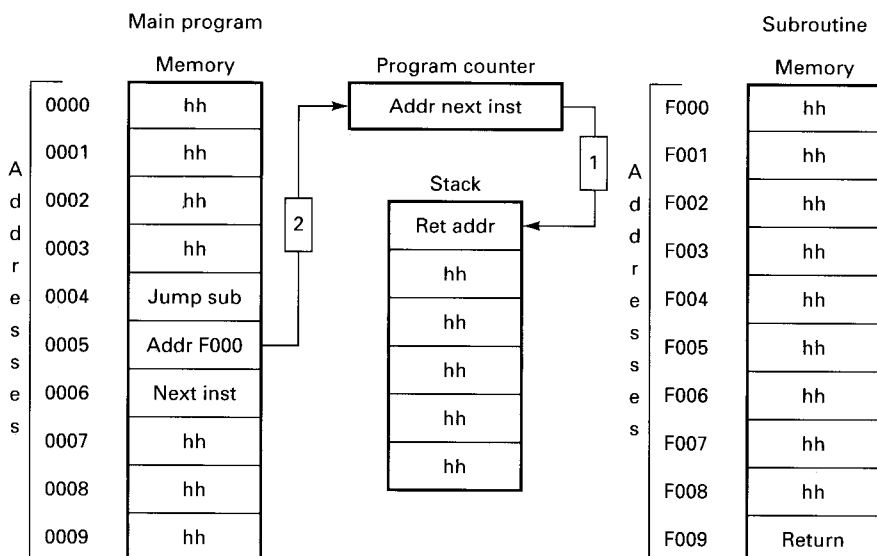 Main program
Subroutine
Memory
Program counter
Memory
0000 hh
Addr next inst
F000 hh
0001 hh
1
F001 hh
0002 hh
Stack
F002 hh
2
Ret addr
0003 hh
hh
F003 hh
0004 Jump sub
hh
F004 hh
0005 Addr F000
hh
F005 hh
0006 Next inst
hh
F006 hh
0007 hh
hh
F007 hh
0008 hh
F008 hh
0009 hh
F009 Return
Addresses
Addresses